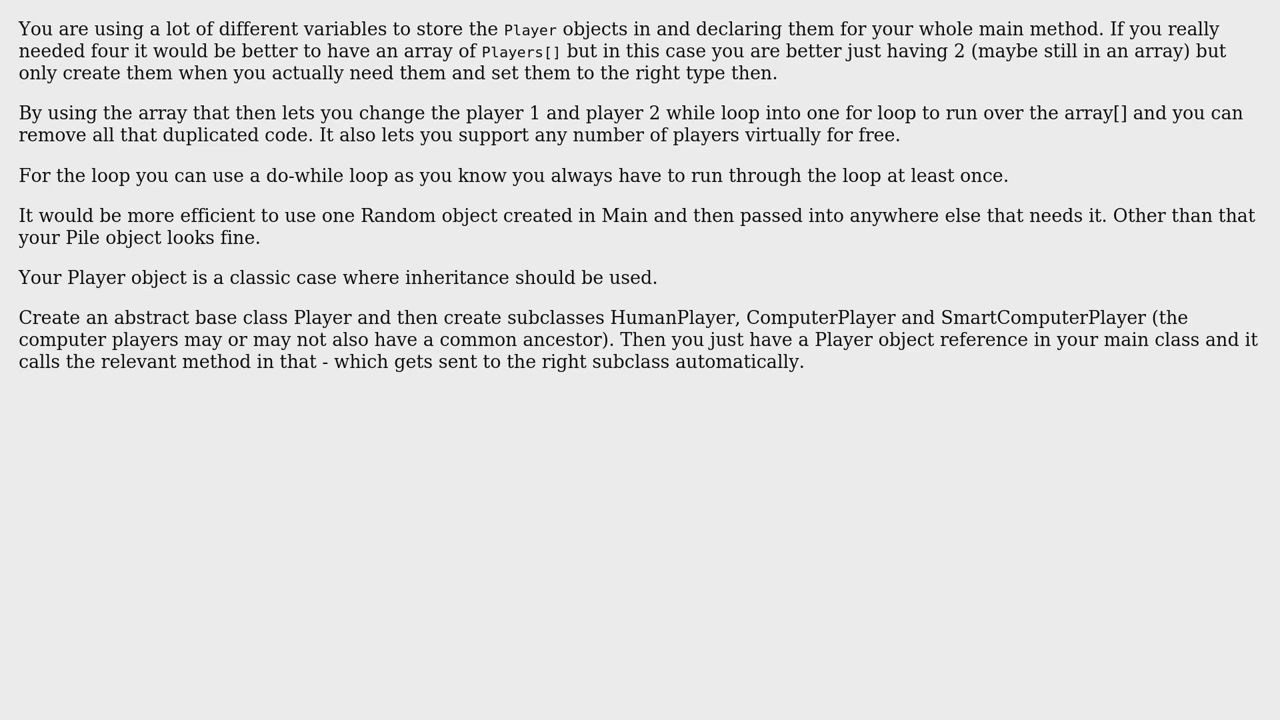 You are using a lot of different variables to store the Player objects in and declaring them for your whole main method. If you really
needed four it would be better to have an array of Players[] but in this case you are better just having 2 (maybe still in an array) but
only create them when you actually need them and set them to the right type then.
By using the array that then lets you change the player 1 and player 2 while loop into one for loop to run over the array[] and you can
remove all that duplicated code. It also lets you support any number of players virtually for free.
For the loop you can use a do-while loop as you know you always have to run through the loop at least once.
It would be more efficient to use one Random object created in Main and then passed into anywhere else that needs it. Other than that
your Pile object looks fine.
Your Player object is a classic case where inheritance should be used.
Create an abstract base class Player and then create subclasses HumanPlayer, ComputerPlayer and SmartComputerPlayer (the
computer players may or may not also have a common ancestor). Then you just have a Player object reference in your main class and it
calls the relevant method in that - which gets sent to the right subclass automatically.